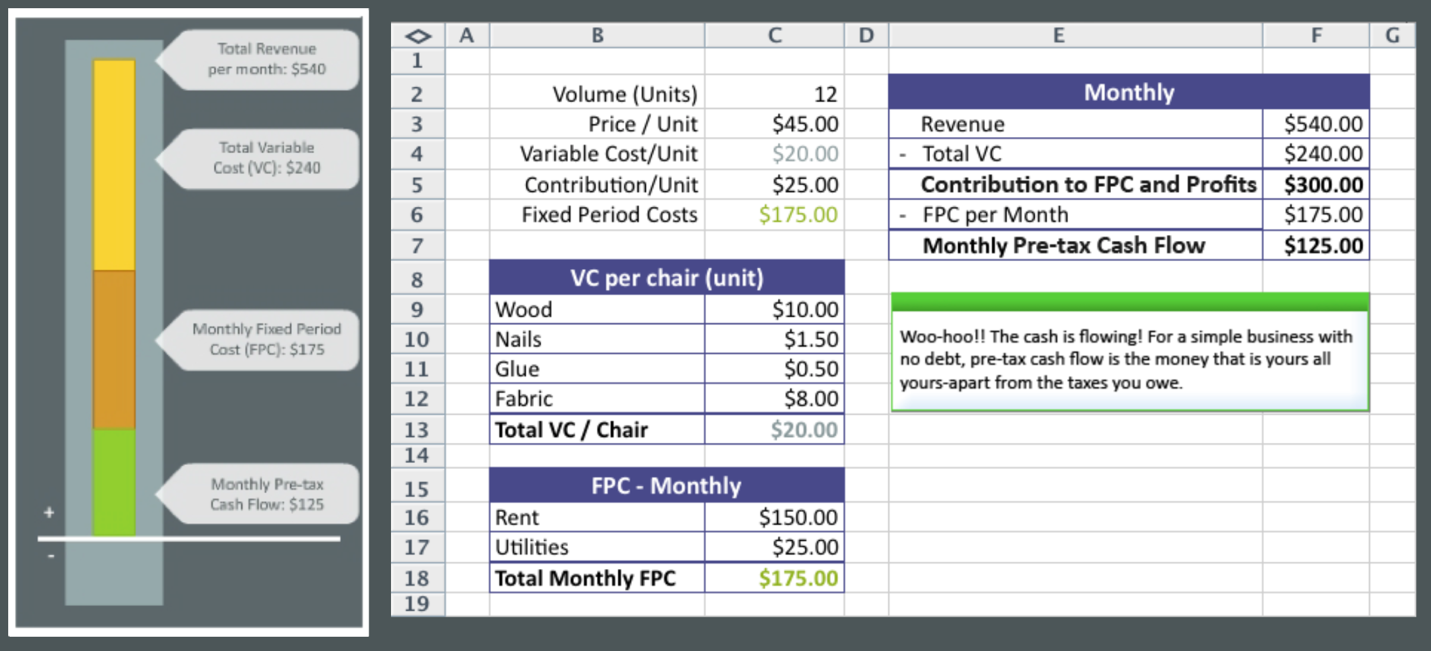 Total Revenue
per month: $540
Total Variable
Cost (VC): $240
Monthly Fixed Period
Cost (FPC): $175
Monthly Pre-tax
Cash Flow: $125
+
-
A B C D E F G
1
2 Volume (Units) 12 Monthly
3 Price / Unit $45.00 Revenue $540.00
4 Variable Cost/Unit $20.00 - Total VC $240.00
5 Contribution/Unit $25.00 Contribution to FPC and Profits $300.00
6 Fixed Period Costs $175.00 - FPC per Month $175.00
7 Monthly Pre-tax Cash Flow $125.00
8 VC per chair (unit)
9 Wood $10.00
10 Nails $1.50
11 Glue $0.50
12 Fabric $8.00
13 Total VC / Chair $20.00
14
15 FPC - Monthly
16 Rent $150.00
17 Utilities $25.00
18 Total Monthly FPC $175.00
19
Woo-hoo!! The cash is flowing! For a simple business with
no debt, pre-tax cash flow is the money that is yours all
yours-apart from the taxes you owe.